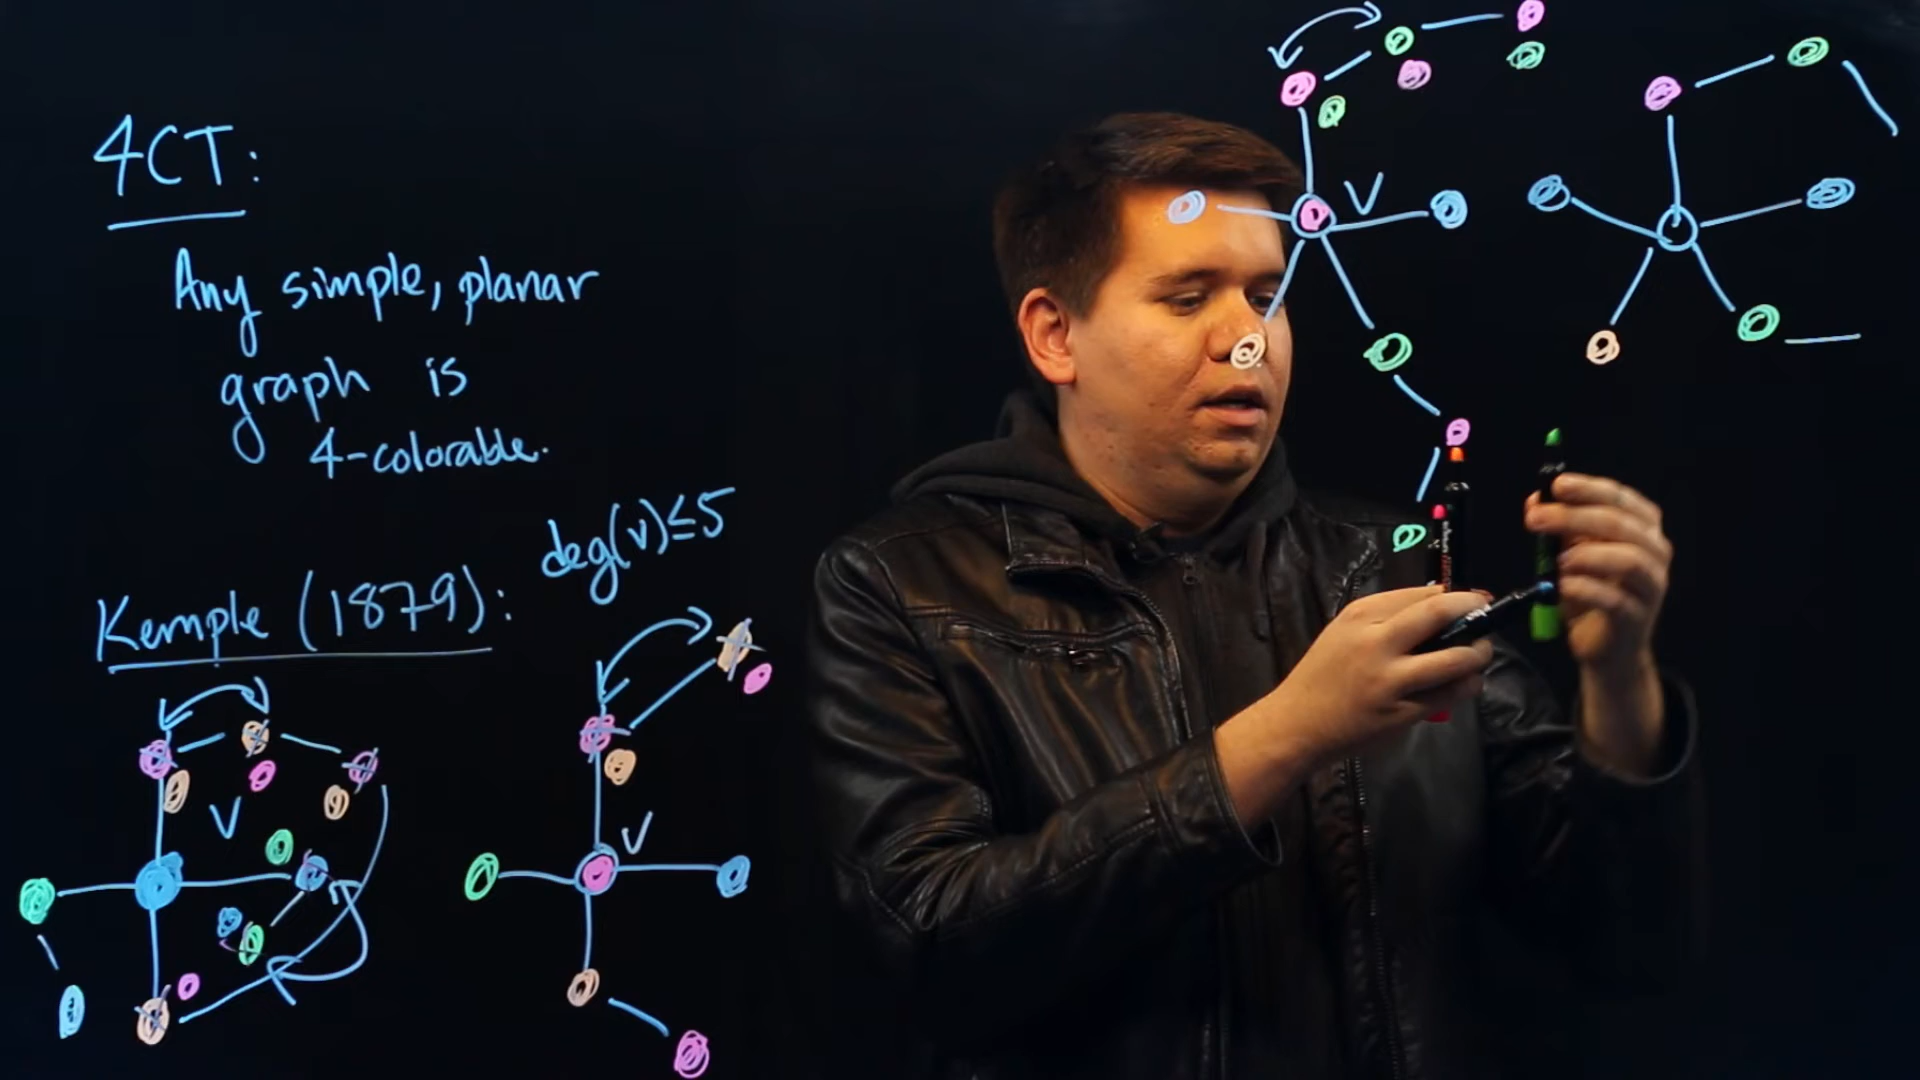 4CT:
Any simple, planar
graph is
4-colorable.
deg(v)≤5
Kemple (1879):
V
V
V